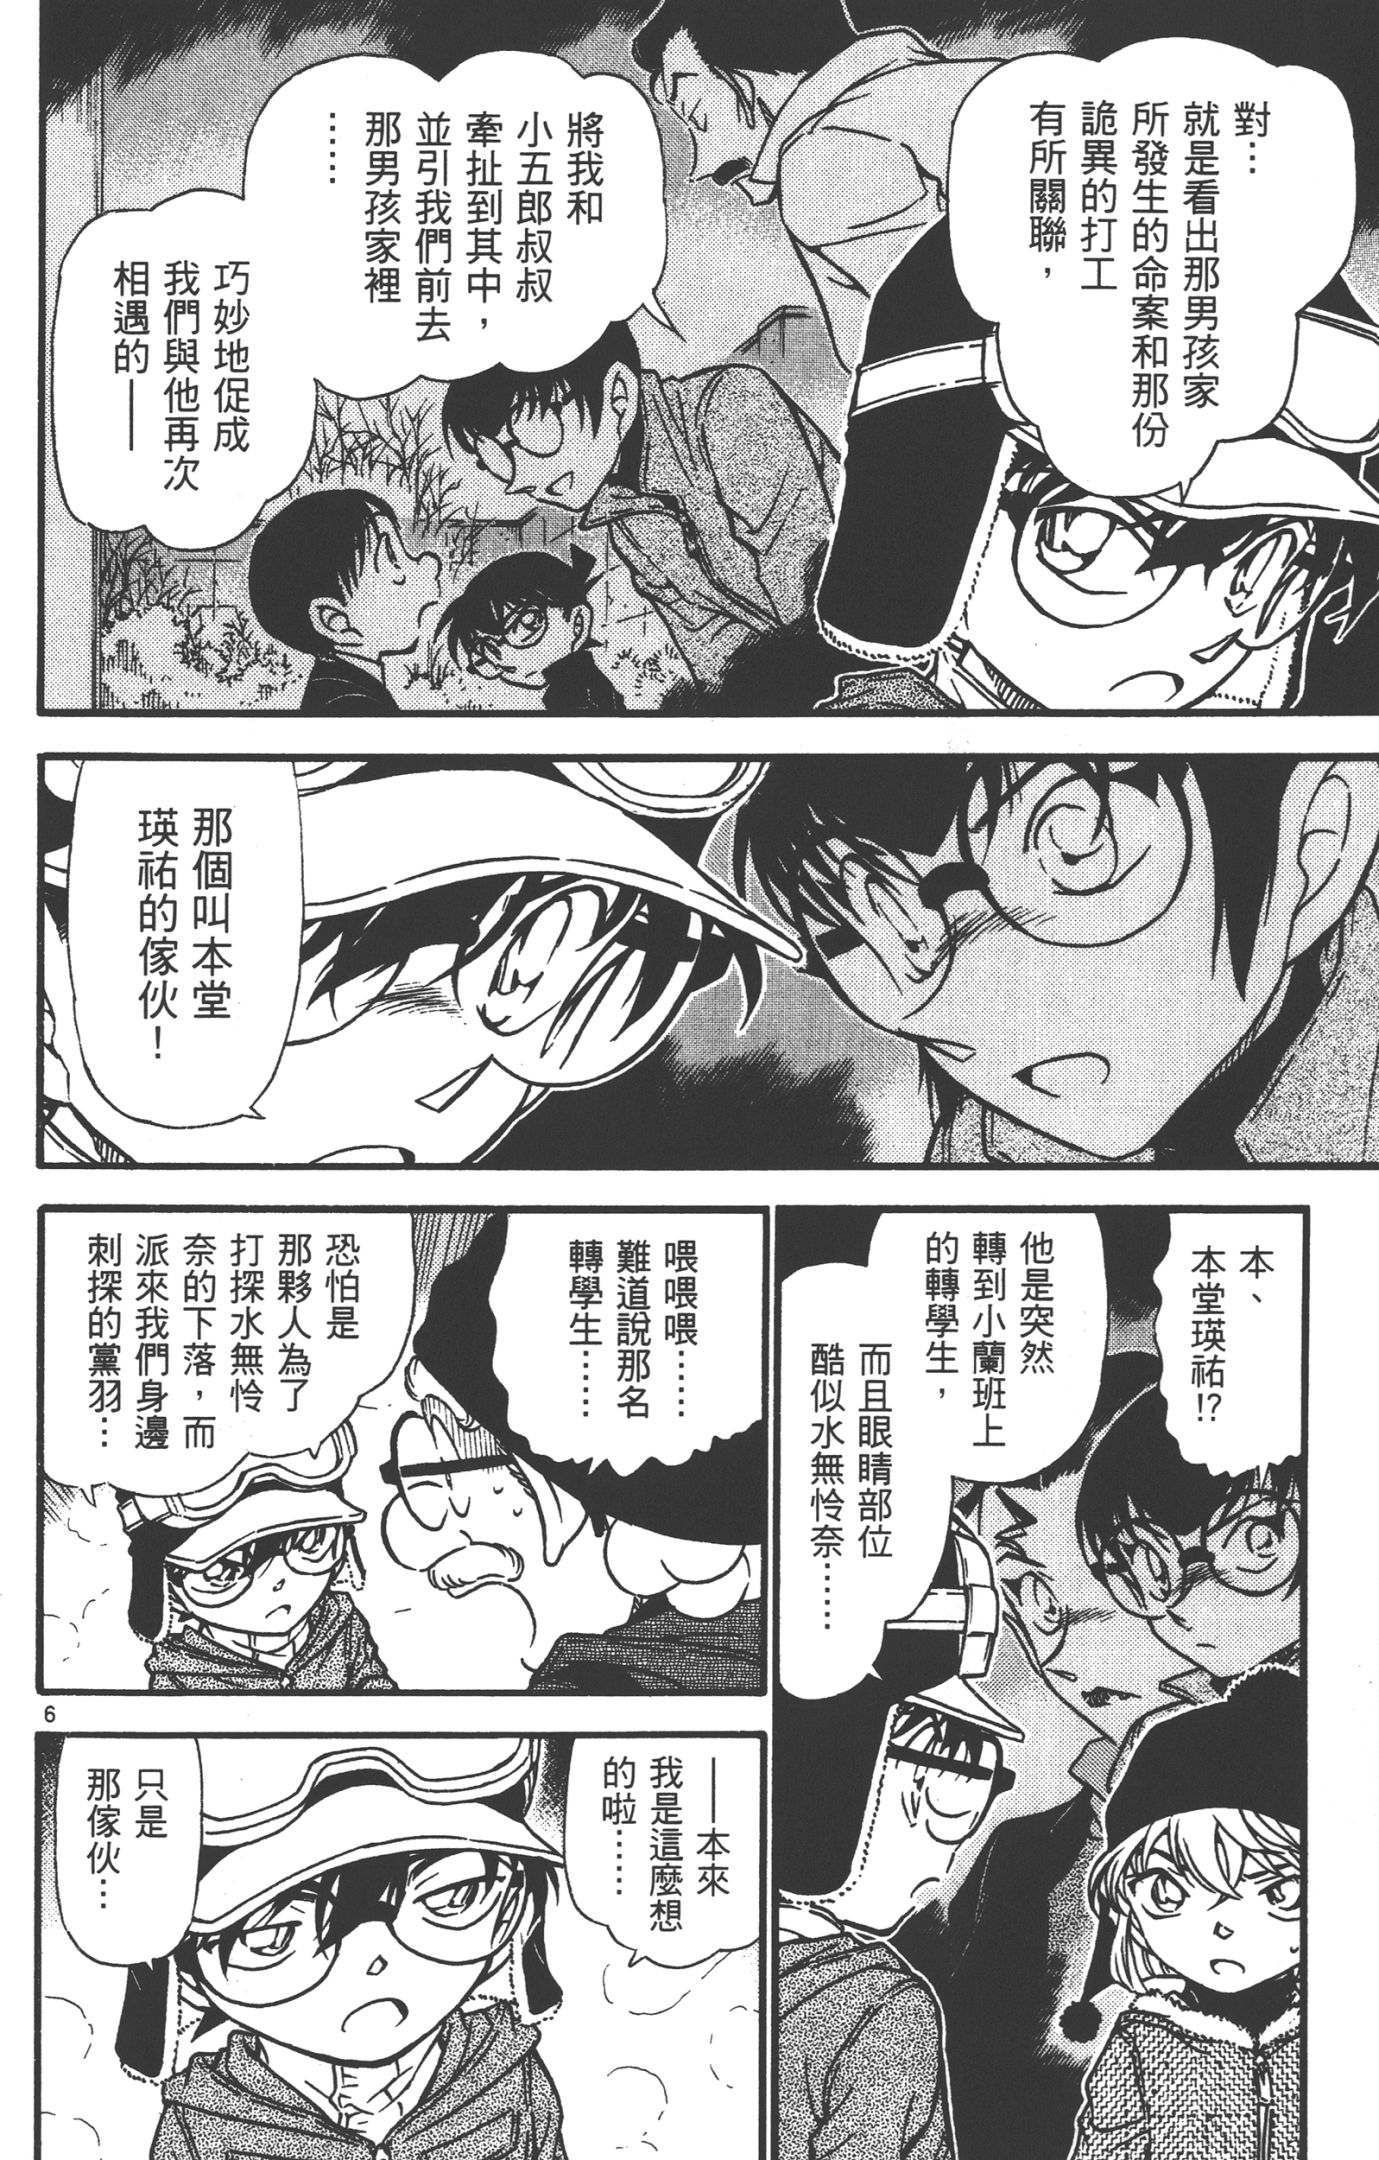 對…
就是看出那男孩家
所發生的命案和那份
詭異的打工
有所關聯，
將我和
小五郎叔叔
牽扯到其中，
並引我們前去
那男孩家裡
……
巧妙地促成
我們與他再次
相遇的——
那個叫本堂
瑛祐的傢伙！
本、
本堂瑛祐!?
他是突然
轉到小蘭班上
的轉學生，
而且眼睛部位
酷似水無怜奈……
喂喂喂……
難道說那名
轉學生……
恐怕是
那夥人為了
打探水無怜
奈的下落，而
派來我們身邊
刺探的黨羽…
——本來
我是這麼想
的啦……
只是
那傢伙…
6